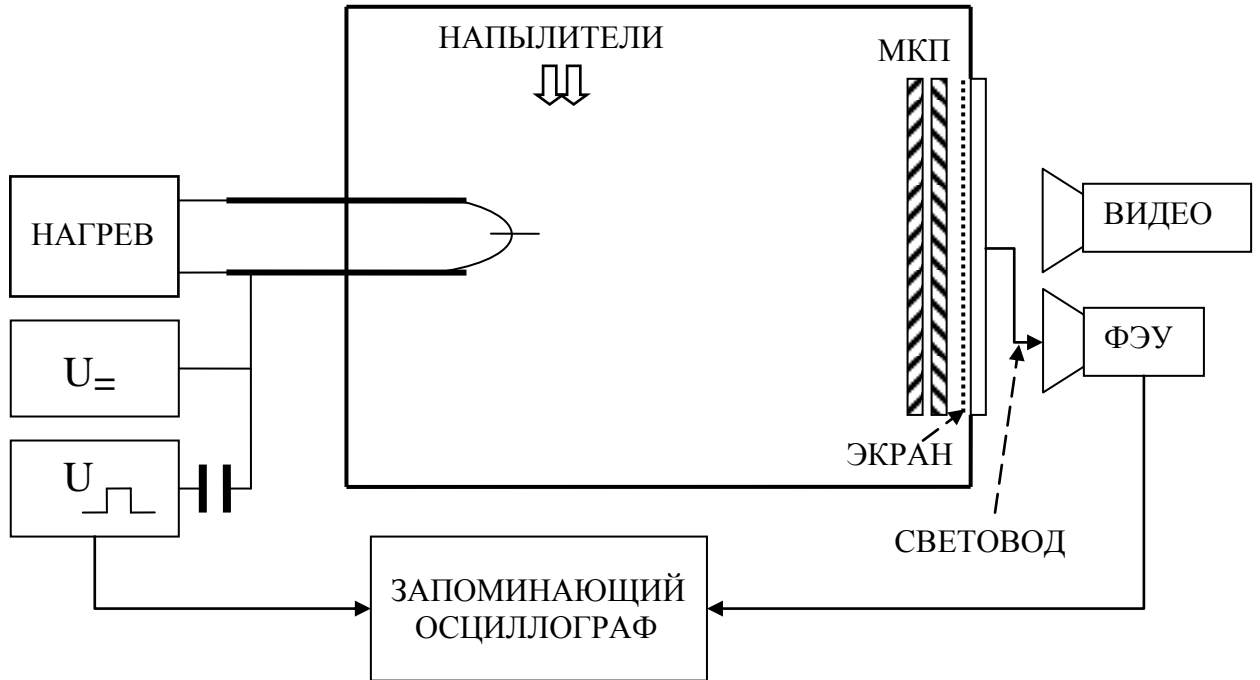 НАПЫЛИТЕЛИ
МКП
НАГРЕВ
ВИДЕО
U=
ФЭУ
ЭКРАН
U
СВЕТОВОД
ЗАПОМИНАЮЩИЙ
ОСЦИЛЛОГРАФ